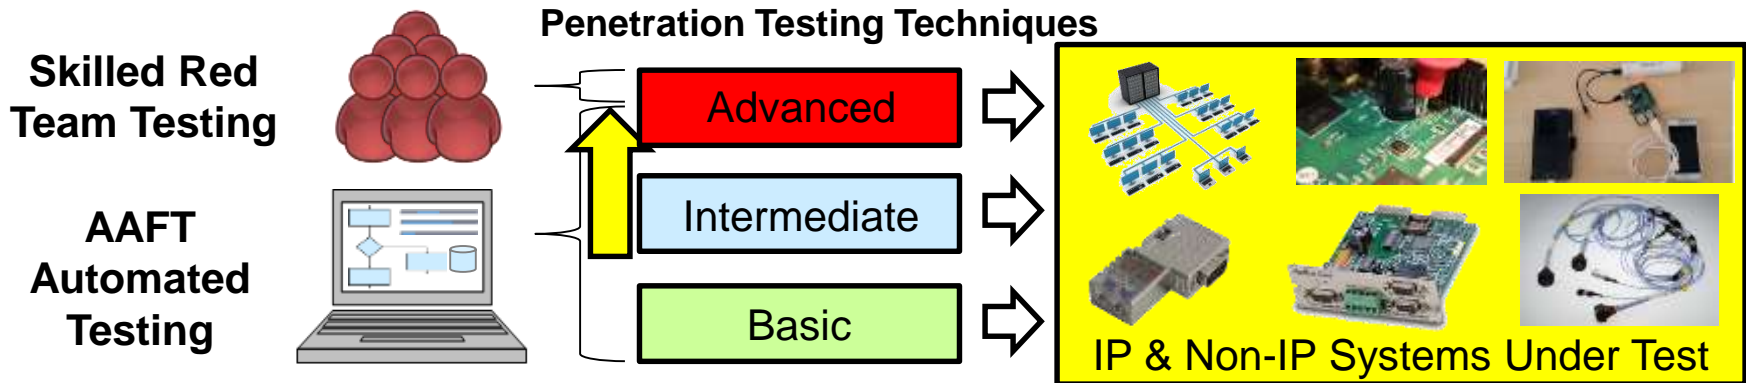 Penetration Testing Techniques
Skilled Red
Team Testing
AAFT
Automated
Testing
Advanced
Intermediate
Basic
IP & Non-IP Systems Under Test